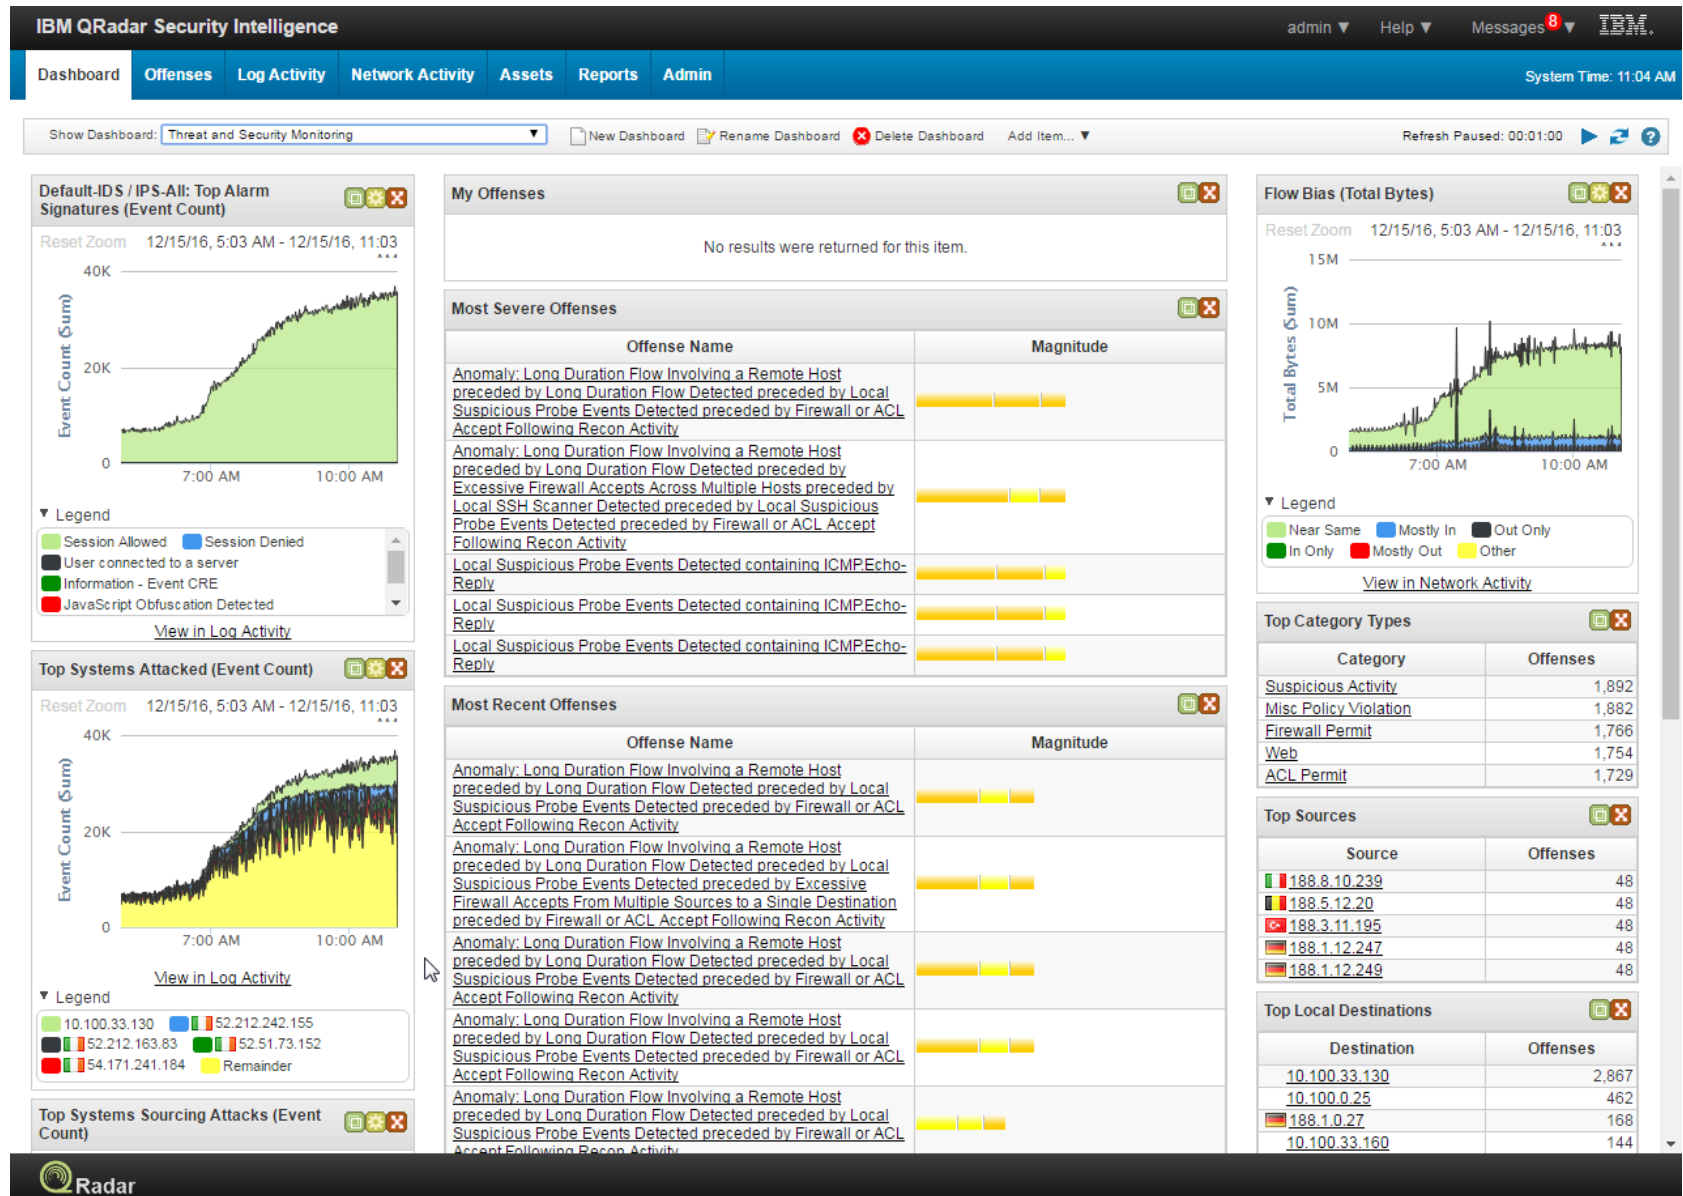 IBM QRadar Security Intelligence
admin ▼ Help ▼ Messages 8 ▼ IBM.
Dashboard Offenses Log Activity Network Activity Assets Reports Admin System Time: 11:04 AM
Show Dashboard: Threat and Security Monitoring ▼ New Dashboard Rename Dashboard Delete Dashboard Add Item... ▼ Refresh Paused: 00:01:00
Default-IDS / IPS-All: Top Alarm
Signatures (Event Count)
Reset Zoom 12/15/16, 5:03 AM - 12/15/16, 11:03
Event Count (Sum)
40K
20K
0
7:00 AM 10:00 AM
▼ Legend
Session Allowed Session Denied
User connected to a server
Information - Event CRE
JavaScript Obfuscation Detected
View in Log Activity
Top Systems Attacked (Event Count)
Reset Zoom 12/15/16, 5:03 AM - 12/15/16, 11:03
Event Count (Sum)
40K
20K
0
7:00 AM 10:00 AM
View in Log Activity
▼ Legend
10.100.33.130 52.212.242.155
52.212.163.83 52.51.73.152
54.171.241.184 Remainder
Top Systems Sourcing Attacks (Event
Count)
My Offenses
No results were returned for this item.
Most Severe Offenses
Offense Name Magnitude
Anomaly: Long Duration Flow Involving a Remote Host
preceded by Long Duration Flow Detected preceded by Local
Suspicious Probe Events Detected preceded by Firewall or ACL
Accept Following Recon Activity
Anomaly: Long Duration Flow Involving a Remote Host
preceded by Long Duration Flow Detected preceded by
Excessive Firewall Accepts Across Multiple Hosts preceded by
Local SSH Scanner Detected preceded by Local Suspicious
Probe Events Detected preceded by Firewall or ACL Accept
Following Recon Activity
Local Suspicious Probe Events Detected containing ICMP.Echo-
Reply
Local Suspicious Probe Events Detected containing ICMP.Echo-
Reply
Local Suspicious Probe Events Detected containing ICMP.Echo-
Reply
Most Recent Offenses
Offense Name Magnitude
Anomaly: Long Duration Flow Involving a Remote Host
preceded by Long Duration Flow Detected preceded by Local
Suspicious Probe Events Detected preceded by Firewall or ACL
Accept Following Recon Activity
Anomaly: Long Duration Flow Involving a Remote Host
preceded by Long Duration Flow Detected preceded by Local
Suspicious Probe Events Detected preceded by Excessive
Firewall Accepts From Multiple Sources to a Single Destination
preceded by Firewall or ACL Accept Following Recon Activity
Anomaly: Long Duration Flow Involving a Remote Host
preceded by Long Duration Flow Detected preceded by Local
Suspicious Probe Events Detected preceded by Firewall or ACL
Accept Following Recon Activity
Anomaly: Long Duration Flow Involving a Remote Host
preceded by Long Duration Flow Detected preceded by Local
Suspicious Probe Events Detected preceded by Firewall or ACL
Accept Following Recon Activity
Anomaly: Long Duration Flow Involving a Remote Host
preceded by Long Duration Flow Detected preceded by Local
Suspicious Probe Events Detected preceded by Firewall or ACL
Accept Following Recon Activity
Flow Bias (Total Bytes)
Reset Zoom 12/15/16, 5:03 AM - 12/15/16, 11:03
Total Bytes (Sum)
15M
10M
5M
0
7:00 AM 10:00 AM
▼ Legend
Near Same Mostly In Out Only
In Only Mostly Out Other
View in Network Activity
Top Category Types
Category Offenses
Suspicious Activity 1,892
Misc Policy Violation 1,882
Firewall Permit 1,766
Web 1,754
ACL Permit 1,729
Top Sources
Source Offenses
188.8.10.239 48
188.5.12.20 48
188.3.11.195 48
188.1.12.247 48
188.1.12.249 48
Top Local Destinations
Destination Offenses
10.100.33.130 2,867
10.100.0.25 462
188.1.0.27 168
10.100.33.160 144
QRadar